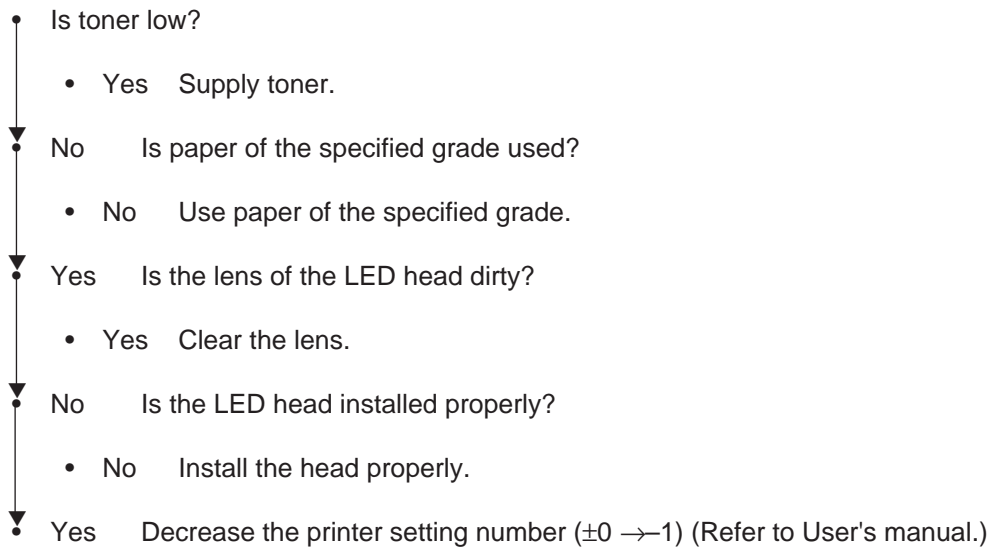 • Is toner low?
• Yes Supply toner.
• No Is paper of the specified grade used?
• No Use paper of the specified grade.
• Yes Is the lens of the LED head dirty?
• Yes Clear the lens.
• No Is the LED head installed properly?
• No Install the head properly.
• Yes Decrease the printer setting number (±0 →–1) (Refer to User's manual.)